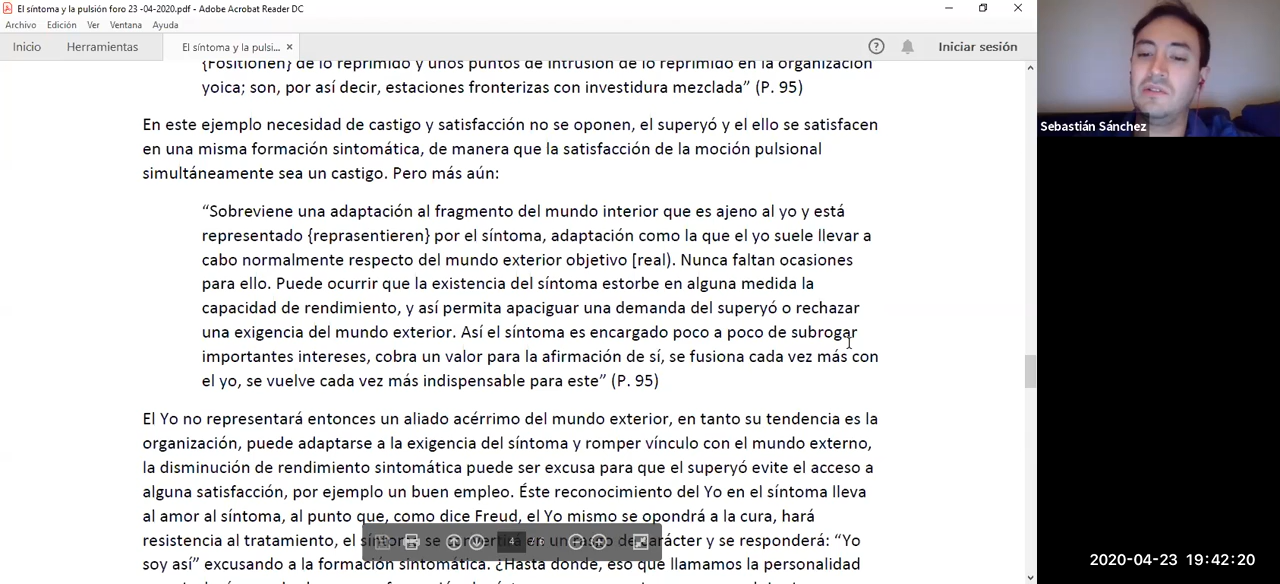 El síntoma y la pulsión foro 23 -04-2020.pdf - Adobe Acrobat Reader DC
Archivo Edición Ver Ventana Ayuda
Inicio Herramientas El síntoma y la pulsi... × Iniciar sesión
{Positionen} de lo reprimido y unos puntos de intrusión de lo reprimido en la organización
yoica; son, por así decir, estaciones fronterizas con investidura mezclada” (P. 95)
En este ejemplo necesidad de castigo y satisfacción no se oponen, el superyó y el ello se satisfacen
en una misma formación sintomática, de manera que la satisfacción de la moción pulsional
simultáneamente sea un castigo. Pero más aún:
“Sobreviene una adaptación al fragmento del mundo interior que es ajeno al yo y está
representado {reprasentieren} por el síntoma, adaptación como la que el yo suele llevar a
cabo normalmente respecto del mundo exterior objetivo [real). Nunca faltan ocasiones
para ello. Puede ocurrir que la existencia del síntoma estorbe en alguna medida la
capacidad de rendimiento, y así permita apaciguar una demanda del superyó o rechazar
una exigencia del mundo exterior. Así el síntoma es encargado poco a poco de subrogar
importantes intereses, cobra un valor para la afirmación de sí, se fusiona cada vez más con
el yo, se vuelve cada vez más indispensable para este” (P. 95)
El Yo no representará entonces un aliado acérrimo del mundo exterior, en tanto su tendencia es la
organización, puede adaptarse a la exigencia del síntoma y romper vínculo con el mundo externo,
la disminución de rendimiento sintomática puede ser excusa para que el superyó evite el acceso a
alguna satisfacción, por ejemplo un buen empleo. Éste reconocimiento del Yo en el síntoma lleva
al amor al síntoma, al punto que, como dice Freud, el Yo mismo se opondrá a la cura, hará
resistencia al tratamiento, el síntoma se convertirá en un rasgo de carácter y se responderá: “Yo
soy así” excusando a la formación sintomática. ¿Hasta donde, eso que llamamos la personalidad
4 / 6
Sebastián Sánchez
2020-04-23 19:42:20